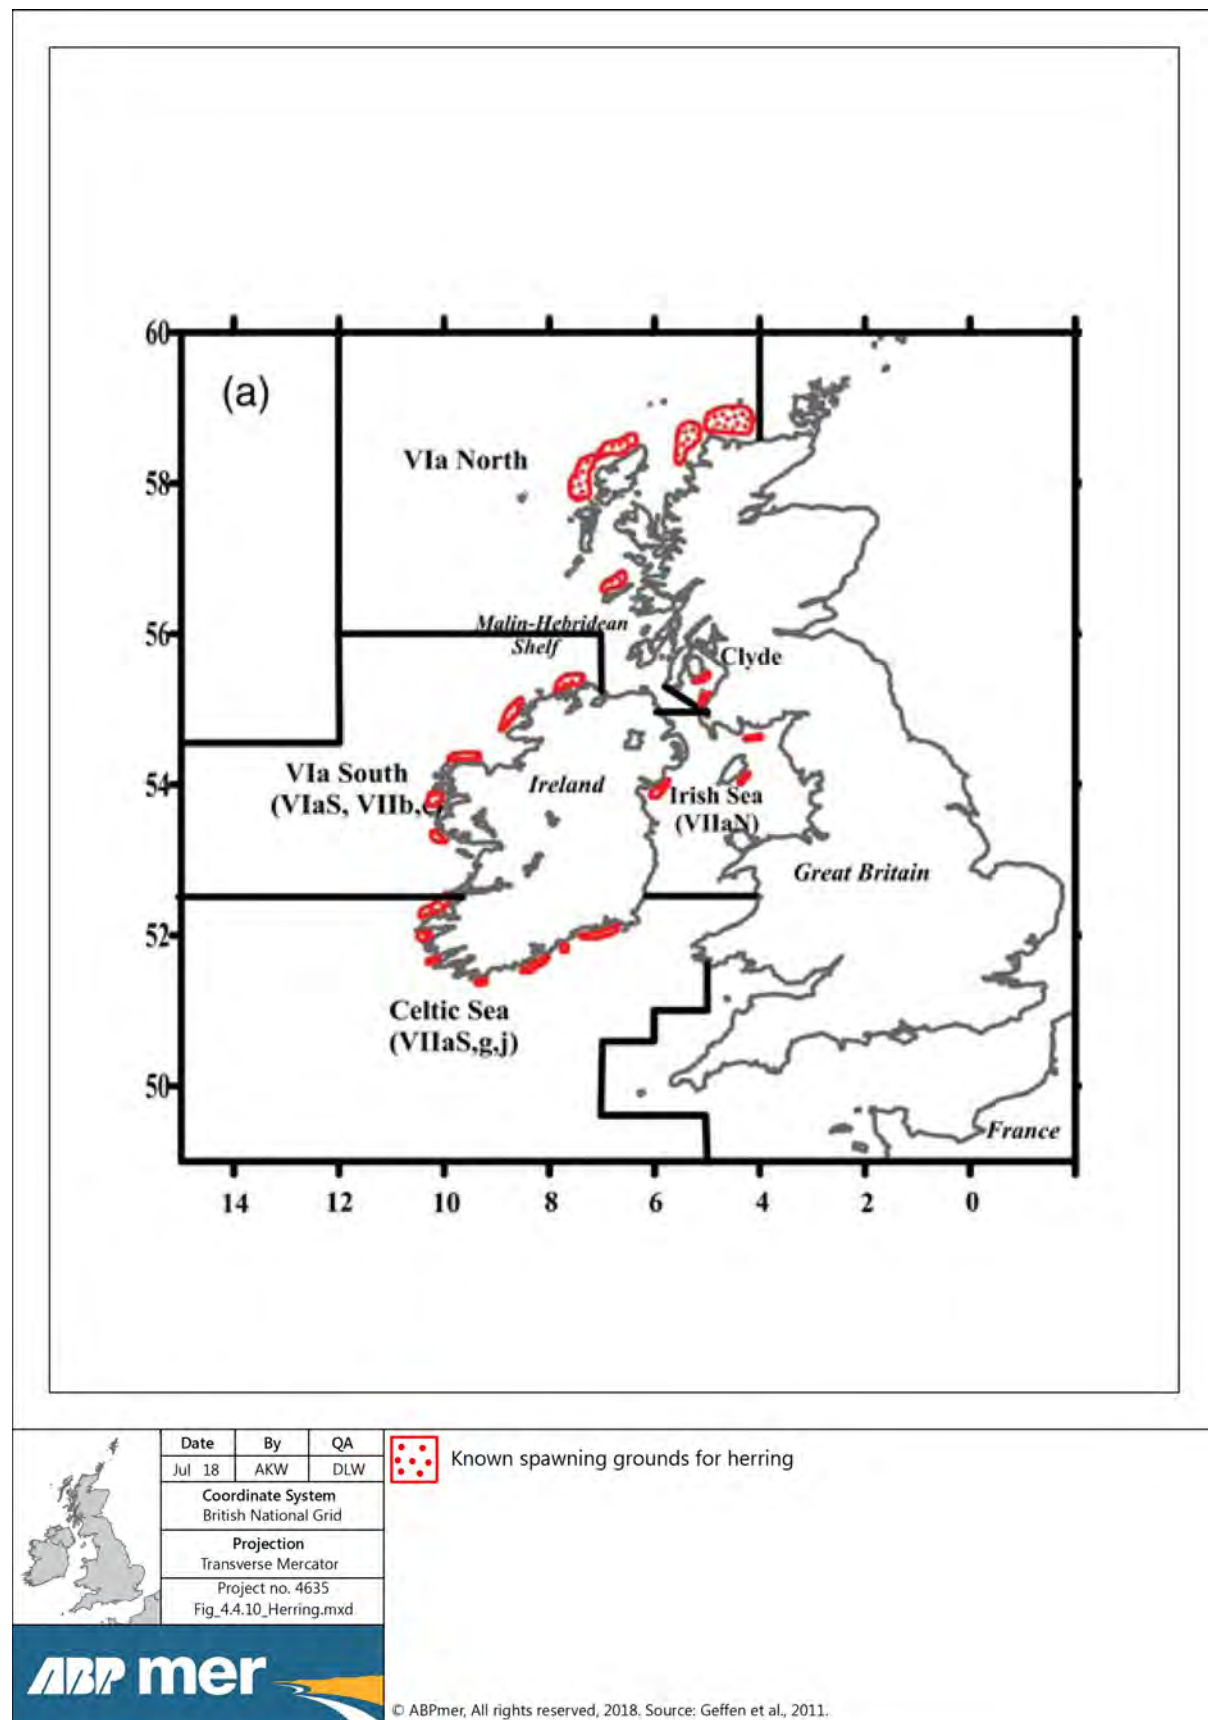 60
(a)
VIa North
58
Malin-Hebridean
Shelf
56
Clyde
VIa South
(VIaS, VIIb,c)
Ireland
54
Irish Sea
(VIIaN)
Great Britain
52
Celtic Sea
(VIIaS,g,j)
50
France
14 12 10 8 6 4 2 0
Date By QA
Jul 18 AKW DLW
Coordinate System
British National Grid
Projection
Transverse Mercator
Project no. 4635
Fig_4.4.10_Herring.mxd
Known spawning grounds for herring
ABP mer
© ABPmer, All rights reserved, 2018. Source: Geffen et al., 2011.